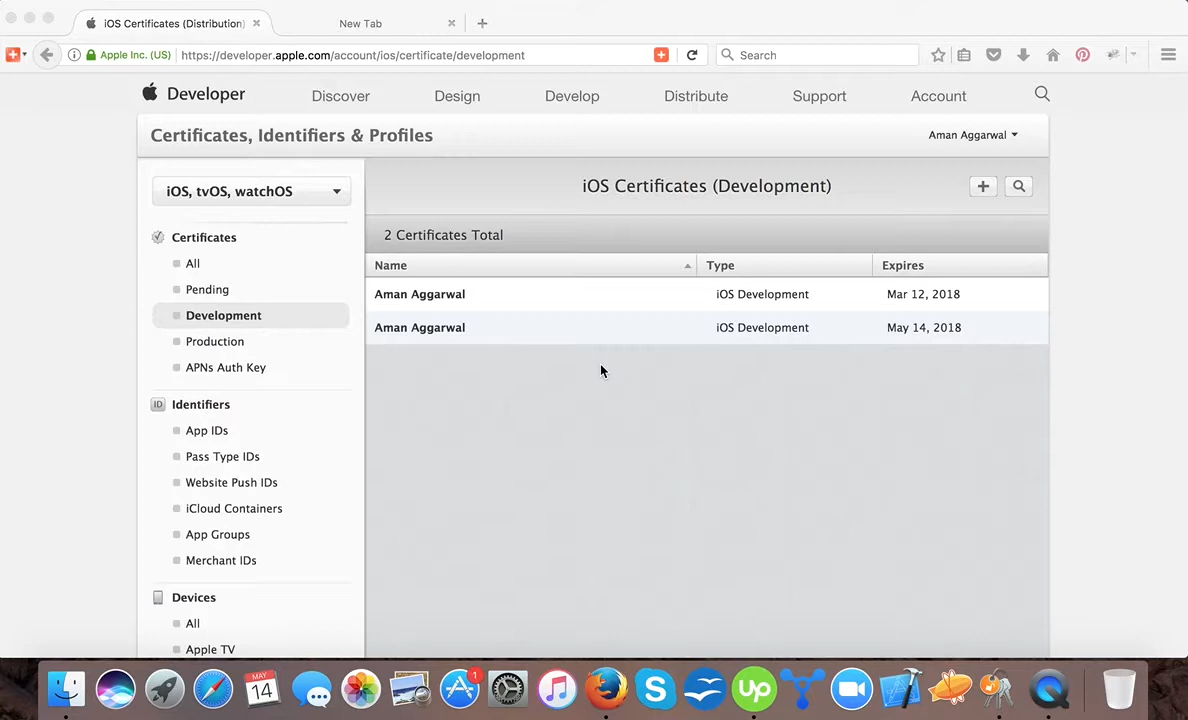 iOS Certificates (Distribution)
New Tab
Apple Inc. (US)
https://developer.apple.com/account/ios/certificate/development
Search
Developer
Discover
Design
Develop
Distribute
Support
Account
Certificates, Identifiers & Profiles
Aman Aggarwal
iOS, tvOS, watchOS
iOS Certificates (Development)
2 Certificates Total
Name Type Expires
Aman Aggarwal iOS Development Mar 12, 2018
Aman Aggarwal iOS Development May 14, 2018
Certificates
All
Pending
Development
Production
APNs Auth Key
ID Identifiers
App IDs
Pass Type IDs
Website Push IDs
iCloud Containers
App Groups
Merchant IDs
Devices
All
Apple TV
MAY
14
1
S
up